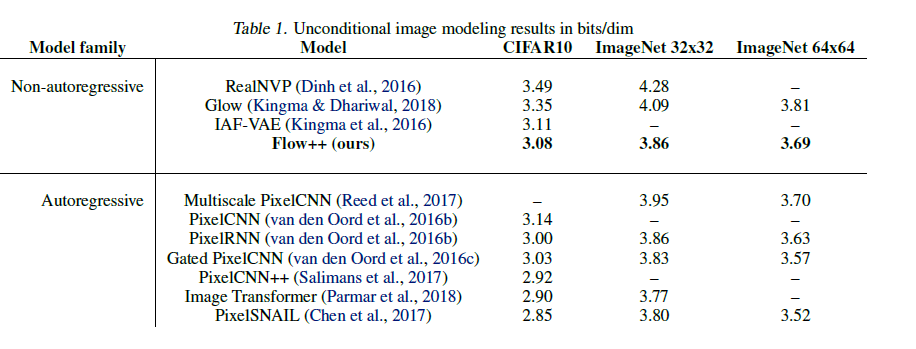 Table 1. Unconditional image modeling results in bits/dim
Model family Model CIFAR10 ImageNet 32x32 ImageNet 64x64
Non-autoregressive RealNVP (Dinh et al., 2016) 3.49 4.28 –
Glow (Kingma & Dhariwal, 2018) 3.35 4.09 3.81
IAF-VAE (Kingma et al., 2016) 3.11 – –
Flow++ (ours) 3.08 3.86 3.69
Autoregressive Multiscale PixelCNN (Reed et al., 2017) – 3.95 3.70
PixelCNN (van den Oord et al., 2016b) 3.14 – –
PixelRNN (van den Oord et al., 2016b) 3.00 3.86 3.63
Gated PixelCNN (van den Oord et al., 2016c) 3.03 3.83 3.57
PixelCNN++ (Salimans et al., 2017) 2.92 – –
Image Transformer (Parmar et al., 2018) 2.90 3.77 –
PixelSNAIL (Chen et al., 2017) 2.85 3.80 3.52